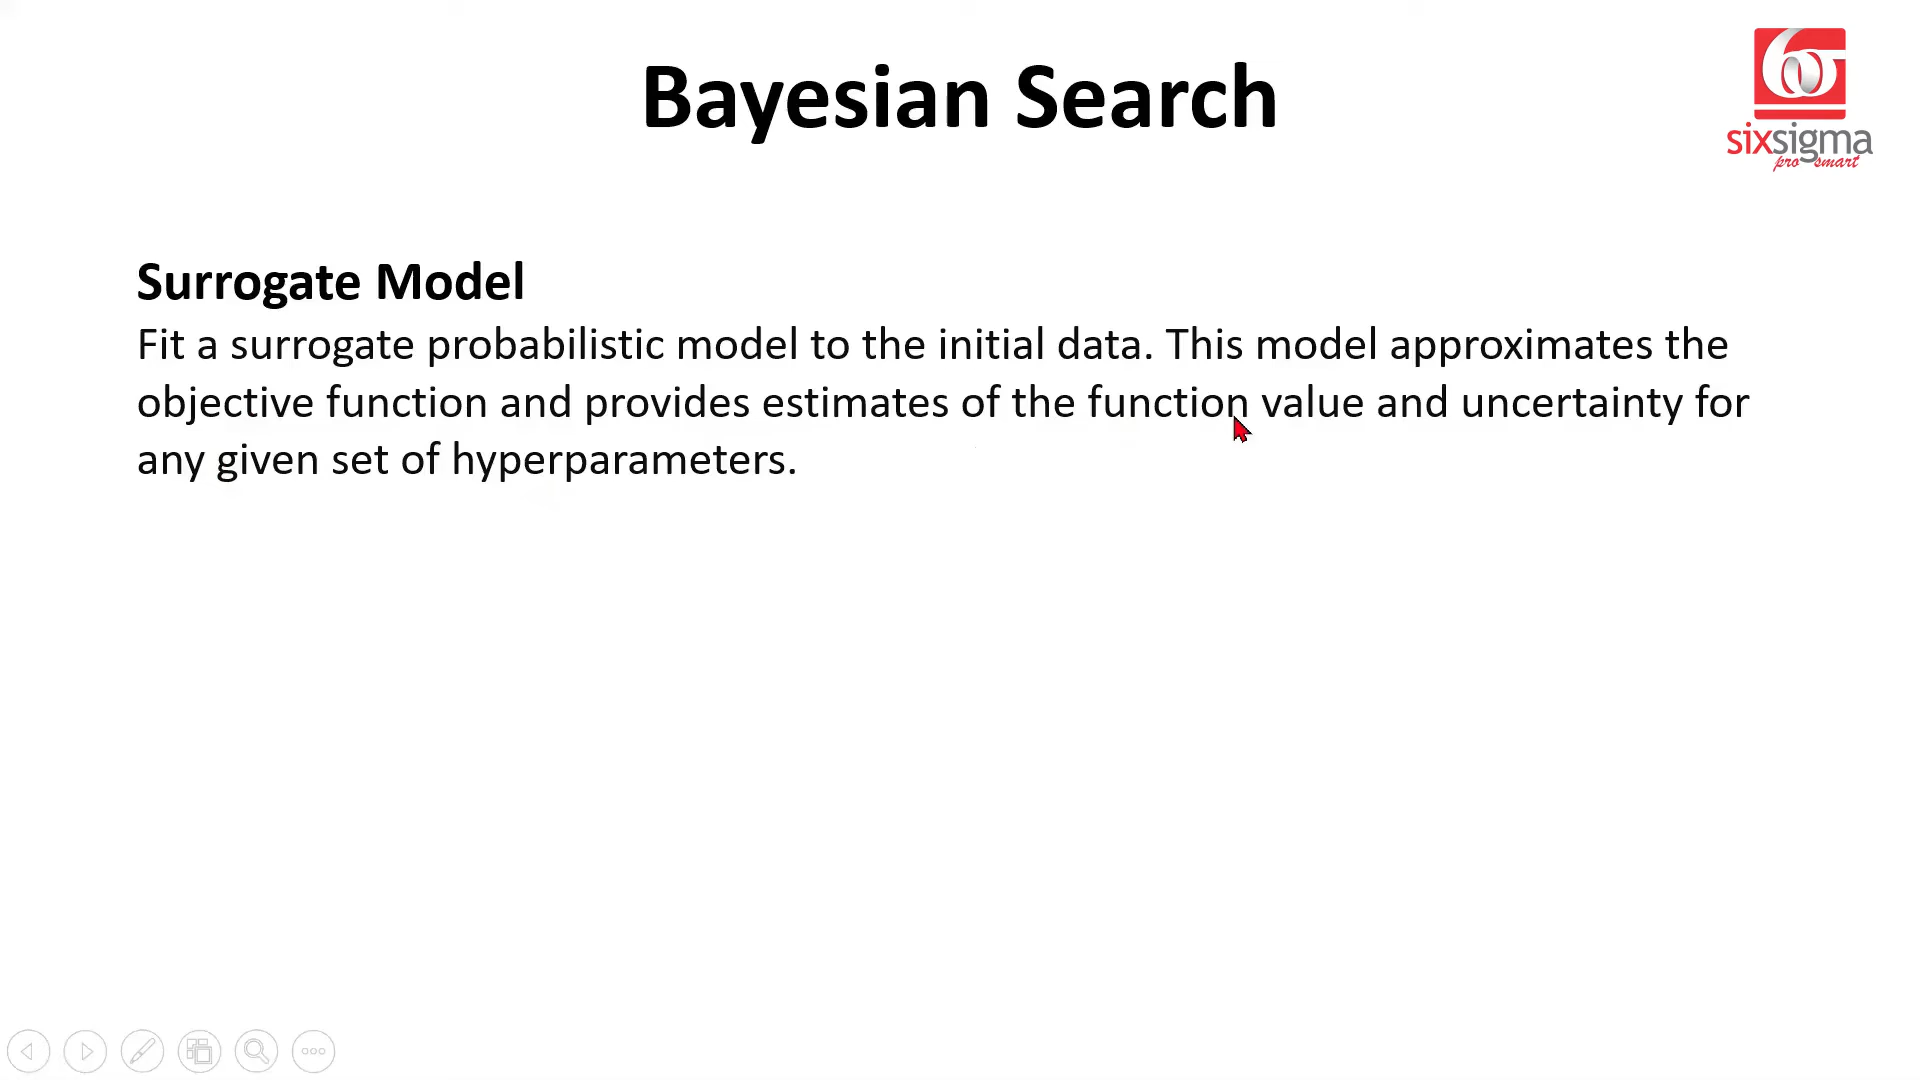 Bayesian Search
sixsigma
pro smart
Surrogate Model
Fit a surrogate probabilistic model to the initial data. This model approximates the
objective function and provides estimates of the function value and uncertainty for
any given set of hyperparameters.